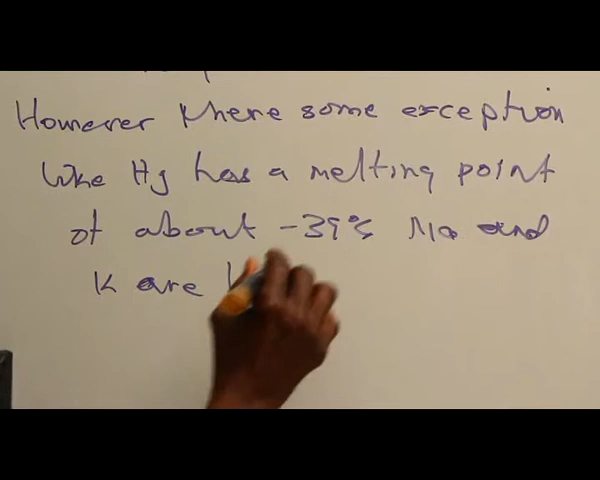 However there some exception
like Hg has a melting point
of about -39°c Na and
K are